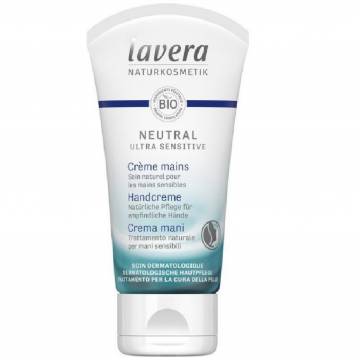 lavera
NATURKOSMETIK
BIO
NEUTRAL
ULTRA SENSITIVE
Crème mains
Soin naturel pour
les mains sensibles
Handcreme
Natürliche Pflege für
empfindliche Hände
Crema mani
Trattamento naturale
per mani sensibili
SOIN DERMATOLOGIQUE
DERMATOLOGISCHE HAUTPFLEGE
TRATTAMENTO PER LA CURA DELLA PELLE